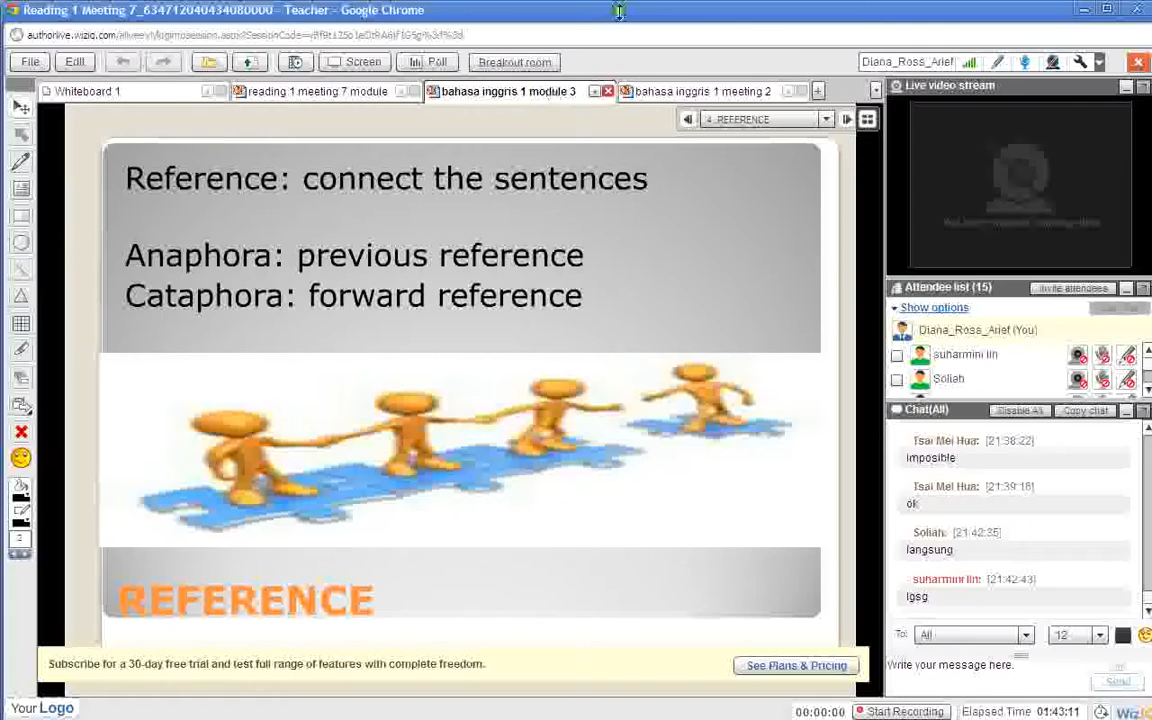 Reading 1 Meeting 7_634712040434080000 - Teacher - Google Chrome
File Edit Screen Poll Breakout room Diana_Ross_Arief
Whiteboard 1 reading 1 meeting 7 module bahasa inggris 1 module 3 bahasa inggris 1 meeting 2
4 REFERENCE
Reference: connect the sentences
Anaphora: previous reference
Cataphora: forward reference
REFERENCE
Subscribe for a 30-day free trial and test full range of features with complete freedom.
See Plans & Pricing
Live video stream
Attendee list (15) Invite attendees
Show options
Diana_Ross_Arief (You)
suharmini lin
Soliah
Chat(All) Disable All Copy chat
Tsai Mei Hua: [21:38:22]
imposible
Tsai Mei Hua: [21:39:16]
ok
Soliah: [21:42:35]
langsung
suharmini lin: [21:42:43]
lgsg
To: All 12
Write your message here.
Send
2
Your Logo
00:00:00 Start Recording Elapsed Time 01:43:11